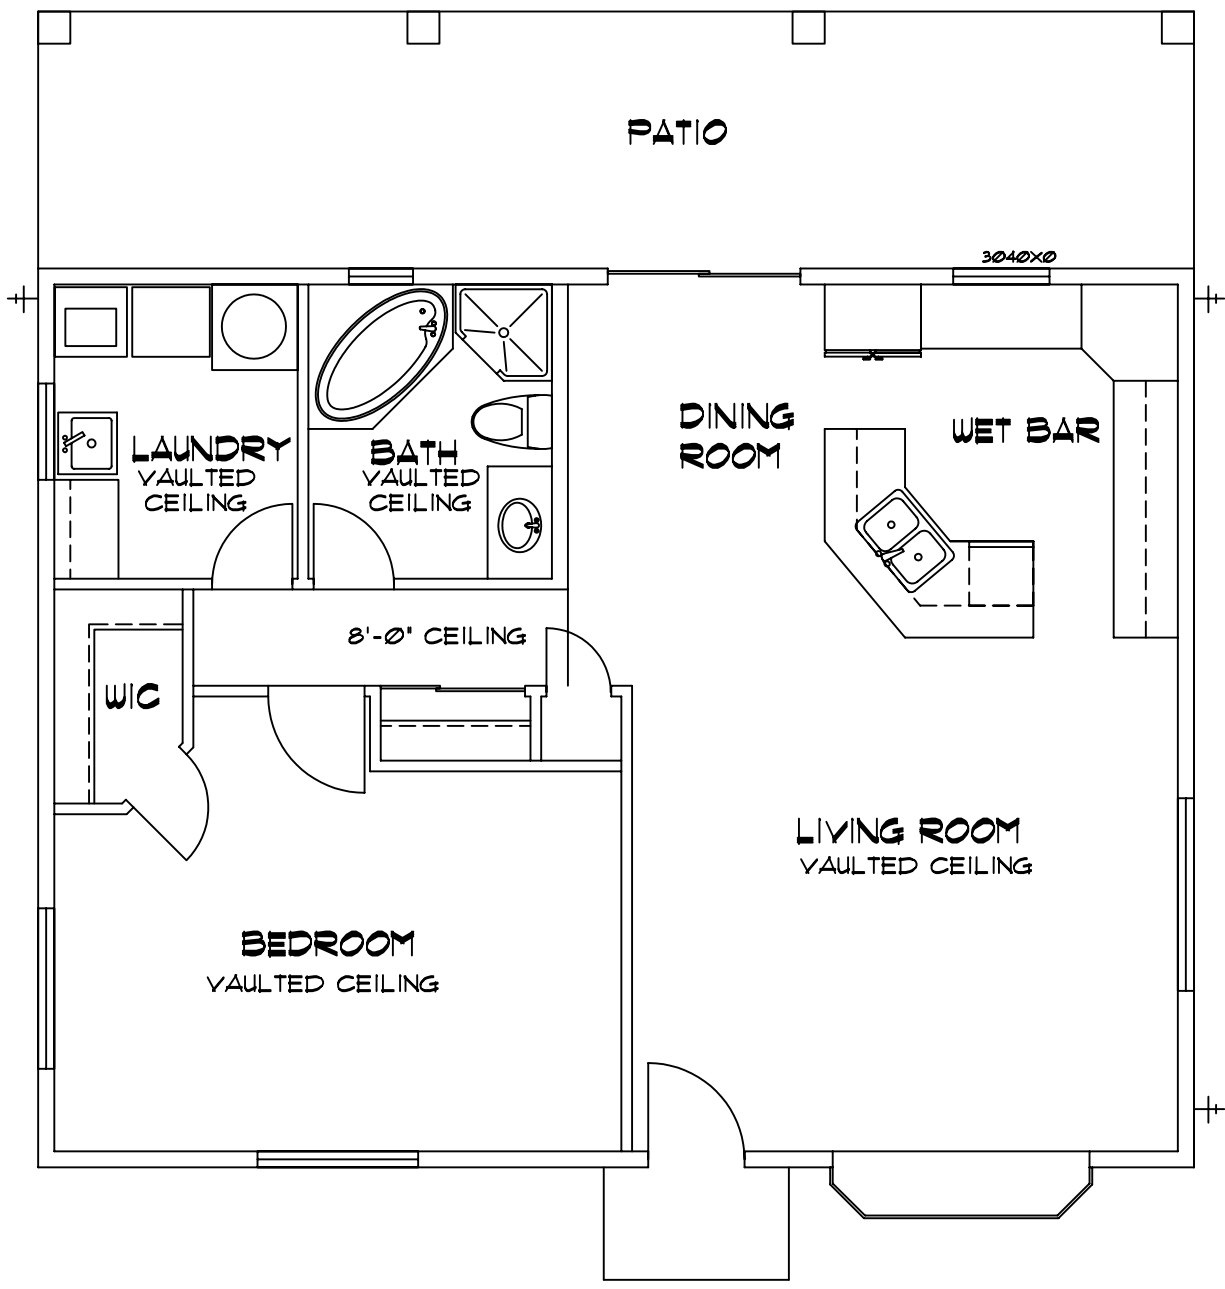 PATIO
3040XO
DINING
ROOM
WET BAR
LAUNDRY
VAULTED
CEILING
BATH
VAULTED
CEILING
8'-0" CEILING
WIC
LIVING ROOM
VAULTED CEILING
BEDROOM
VAULTED CEILING